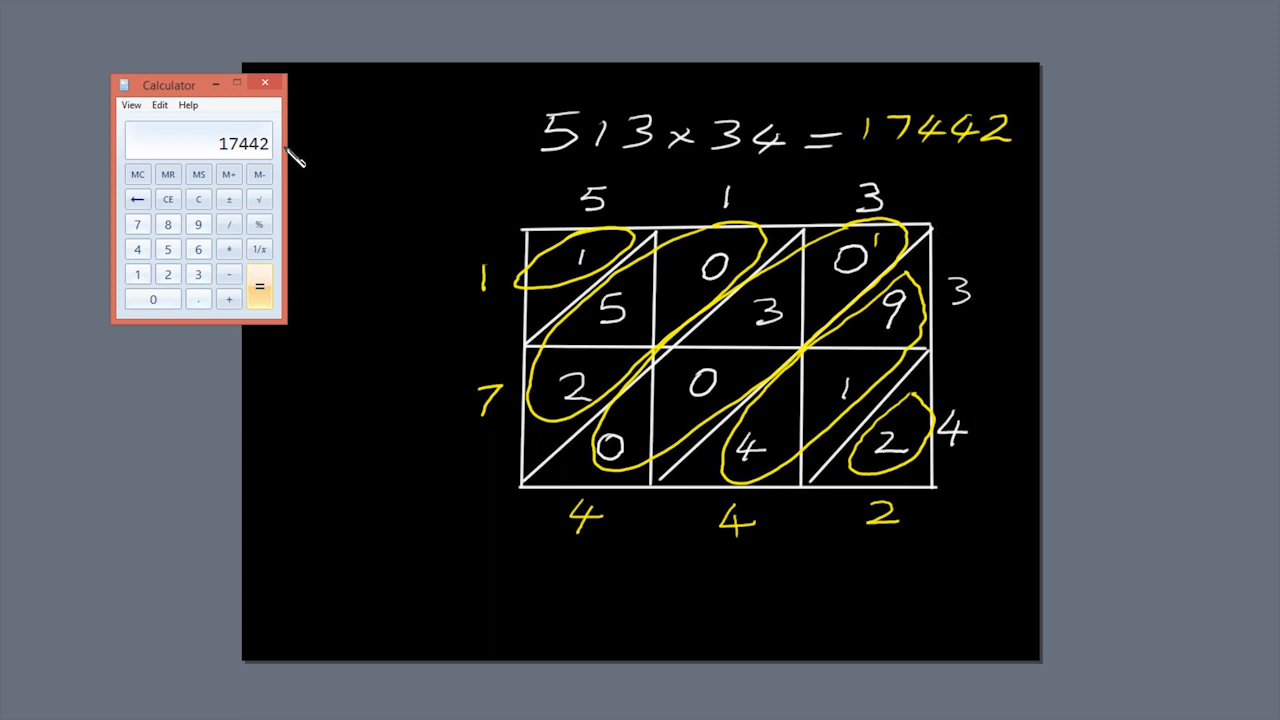 Calculator
View Edit Help
17442
MC MR MS M+ M-
← CE C ± √
7 8 9 / %
4 5 6 * 1/x
1 2 3 - =
0 . +
513 × 34 = 17442
5 1 3
1 1 0 0 1
5 3 9 3
7 2 0 1
0 4 2 4
4 4 2